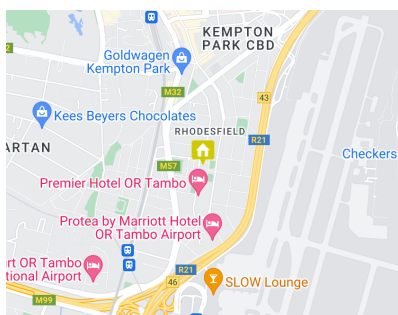 KEMPTON
PARK CBD
Goldwagen
Kempton Park
M32
43
Kees Beyers Chocolates
RHODESFIELD
R21
ARTAN
Checkers
M57
Premier Hotel OR Tambo
Protea by Marriott Hotel
OR Tambo Airport
rt OR Tambo
tional Airport
R21
46
SLOW Lounge
M99